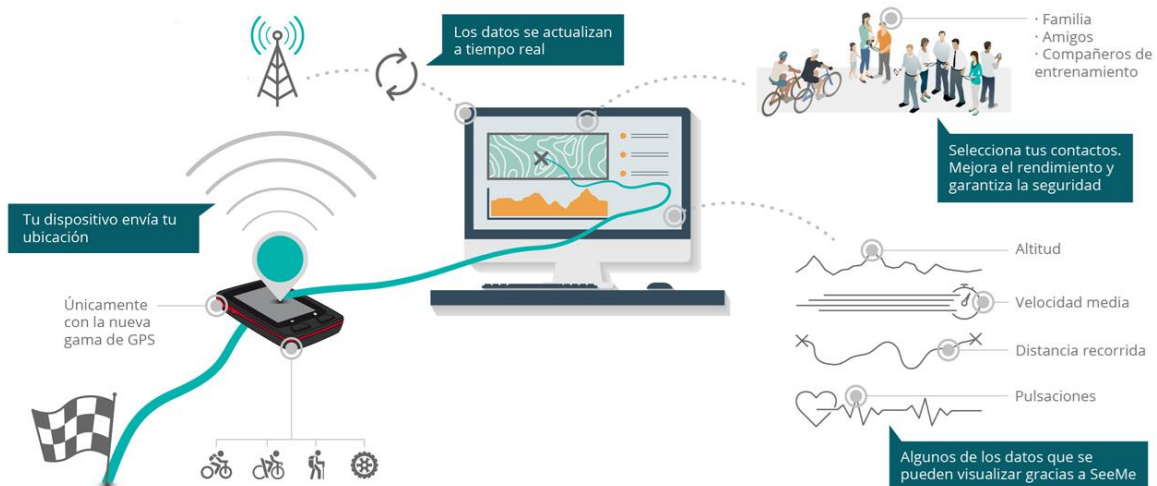 Los datos se actualizan
a tiempo real
· Familia
· Amigos
· Compañeros de
entrenamiento
Selecciona tus contactos.
Mejora el rendimiento y
garantiza la seguridad
Tu dispositivo envía tu
ubicación
Únicamente
con la nueva
gama de GPS
Altitud
Velocidad media
Distancia recorrida
Pulsaciones
Algunos de los datos que se
pueden visualizar gracias a SeeMe